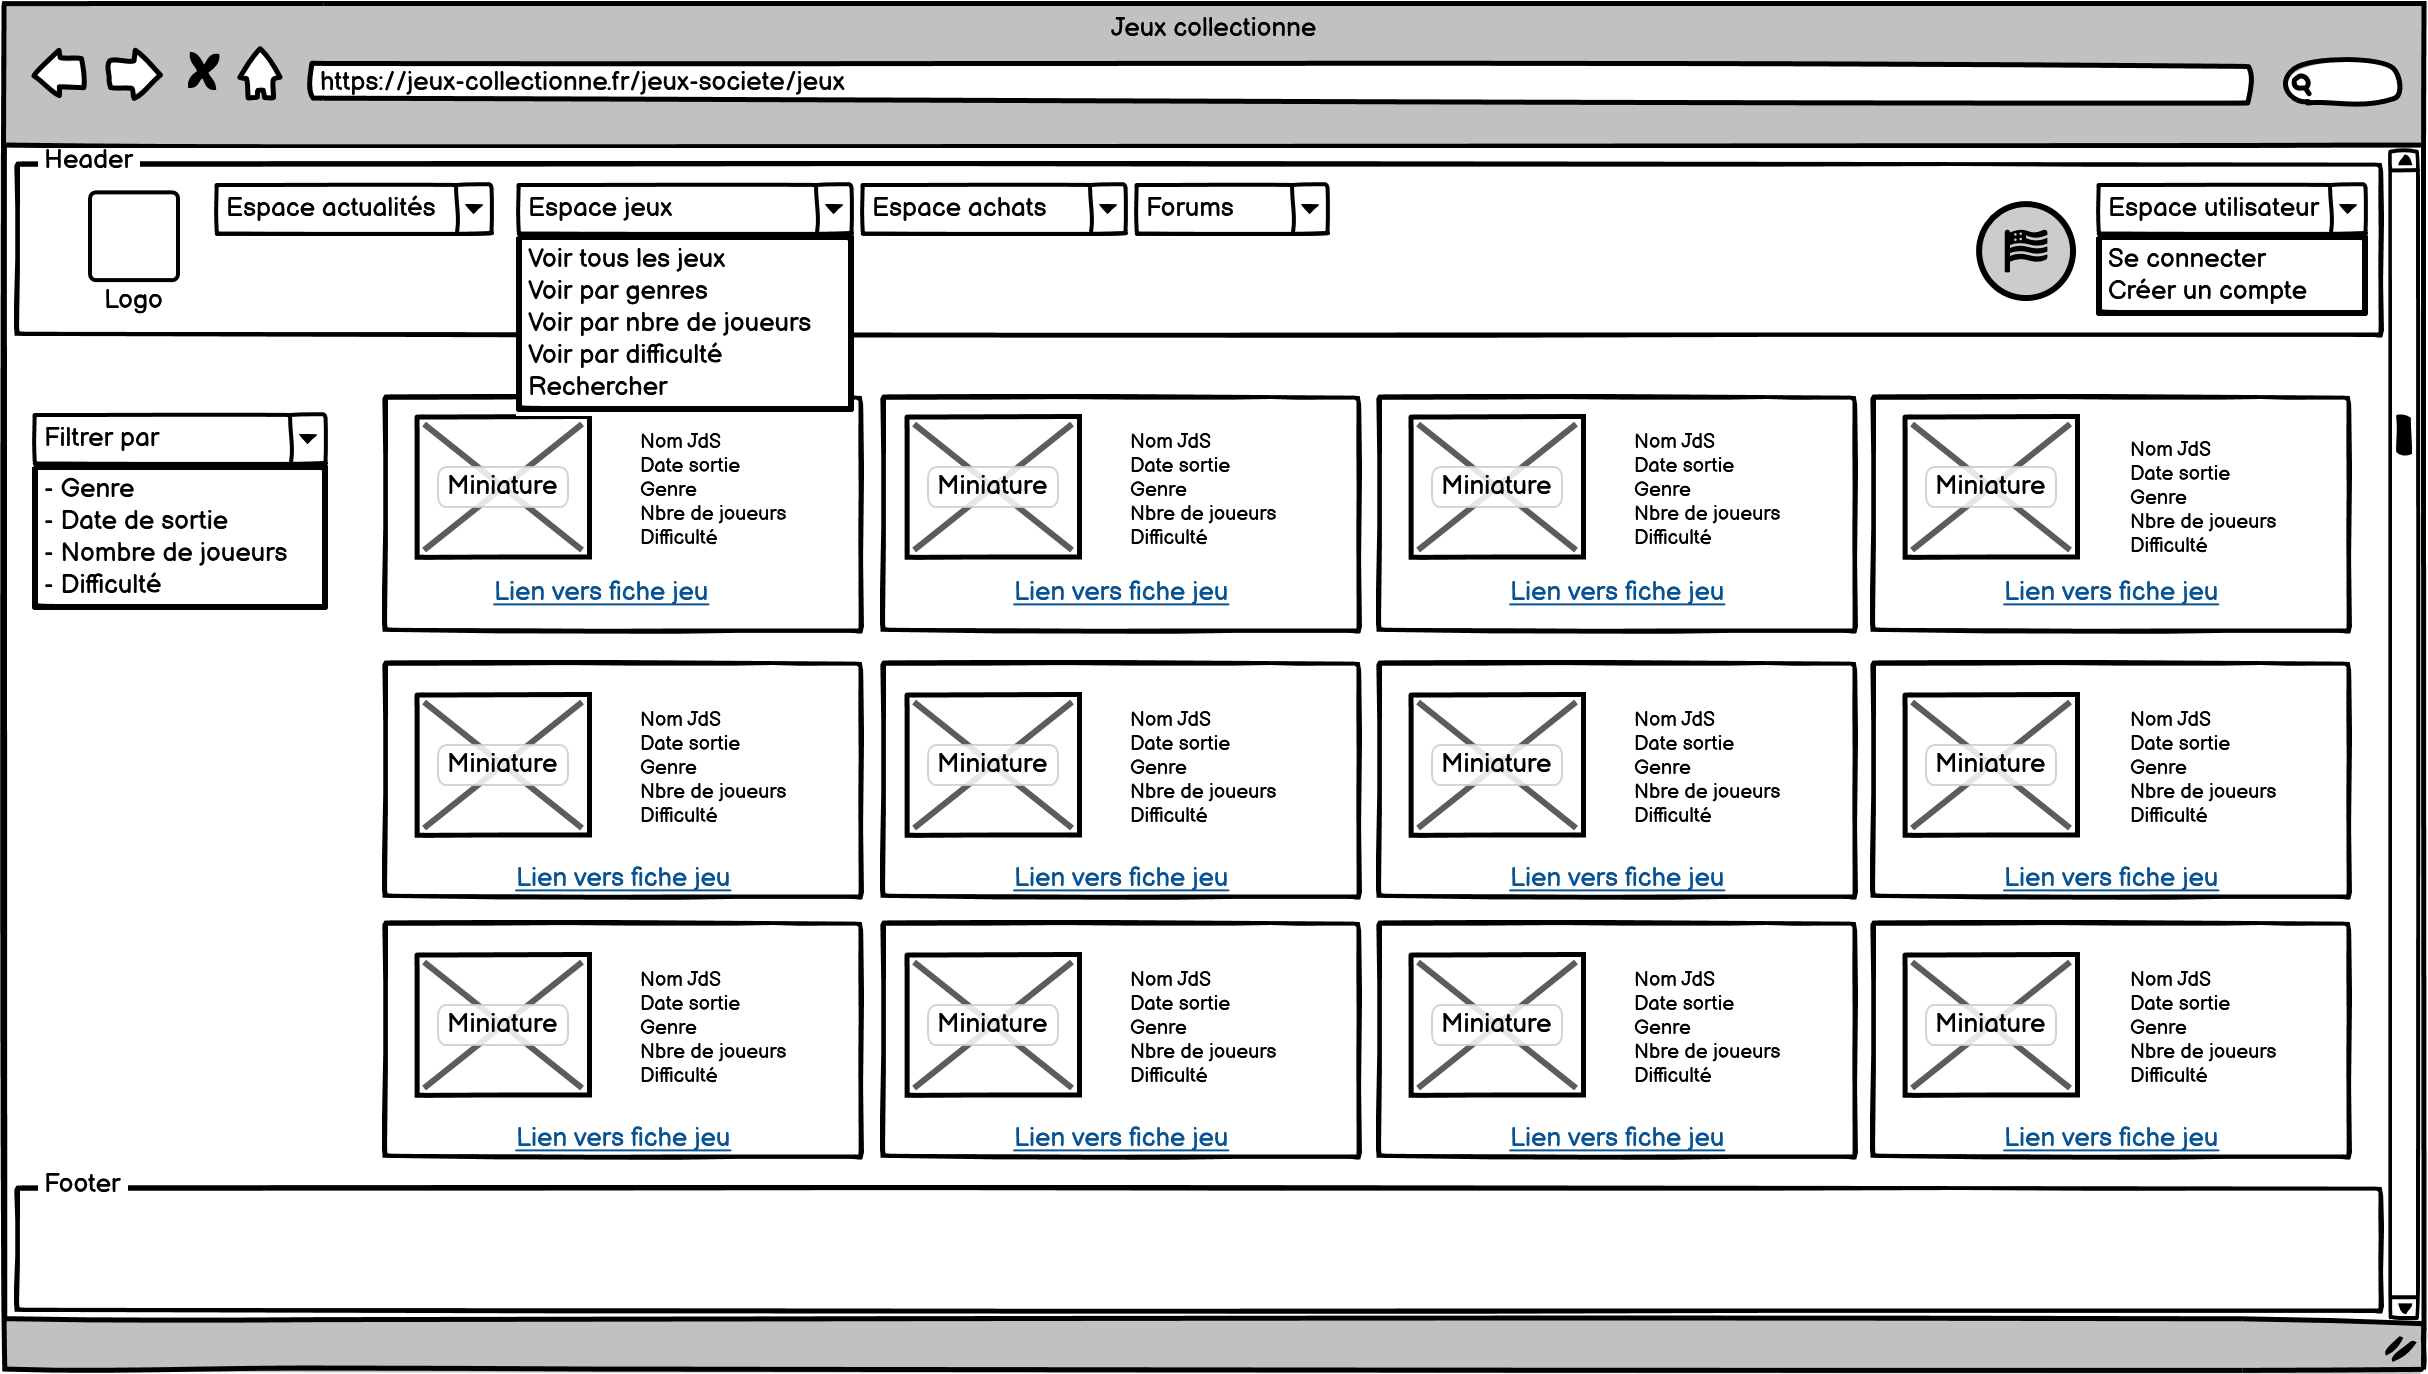 Jeux collectionne
https://jeux-collectionne.fr/jeux-societe/jeux
Header
Logo
Espace actualités
Espace jeux
Voir tous les jeux
Voir par genres
Voir par nbre de joueurs
Voir par difficulté
Rechercher
Espace achats
Forums
Espace utilisateur
Se connecter
Créer un compte
Filtrer par
- Genre
- Date de sortie
- Nombre de joueurs
- Difficulté
Miniature
Nom JdS
Date sortie
Genre
Nbre de joueurs
Difficulté
Lien vers fiche jeu
Miniature
Nom JdS
Date sortie
Genre
Nbre de joueurs
Difficulté
Lien vers fiche jeu
Miniature
Nom JdS
Date sortie
Genre
Nbre de joueurs
Difficulté
Lien vers fiche jeu
Miniature
Nom JdS
Date sortie
Genre
Nbre de joueurs
Difficulté
Lien vers fiche jeu
Miniature
Nom JdS
Date sortie
Genre
Nbre de joueurs
Difficulté
Lien vers fiche jeu
Miniature
Nom JdS
Date sortie
Genre
Nbre de joueurs
Difficulté
Lien vers fiche jeu
Miniature
Nom JdS
Date sortie
Genre
Nbre de joueurs
Difficulté
Lien vers fiche jeu
Miniature
Nom JdS
Date sortie
Genre
Nbre de joueurs
Difficulté
Lien vers fiche jeu
Miniature
Nom JdS
Date sortie
Genre
Nbre de joueurs
Difficulté
Lien vers fiche jeu
Miniature
Nom JdS
Date sortie
Genre
Nbre de joueurs
Difficulté
Lien vers fiche jeu
Miniature
Nom JdS
Date sortie
Genre
Nbre de joueurs
Difficulté
Lien vers fiche jeu
Miniature
Nom JdS
Date sortie
Genre
Nbre de joueurs
Difficulté
Lien vers fiche jeu
Footer